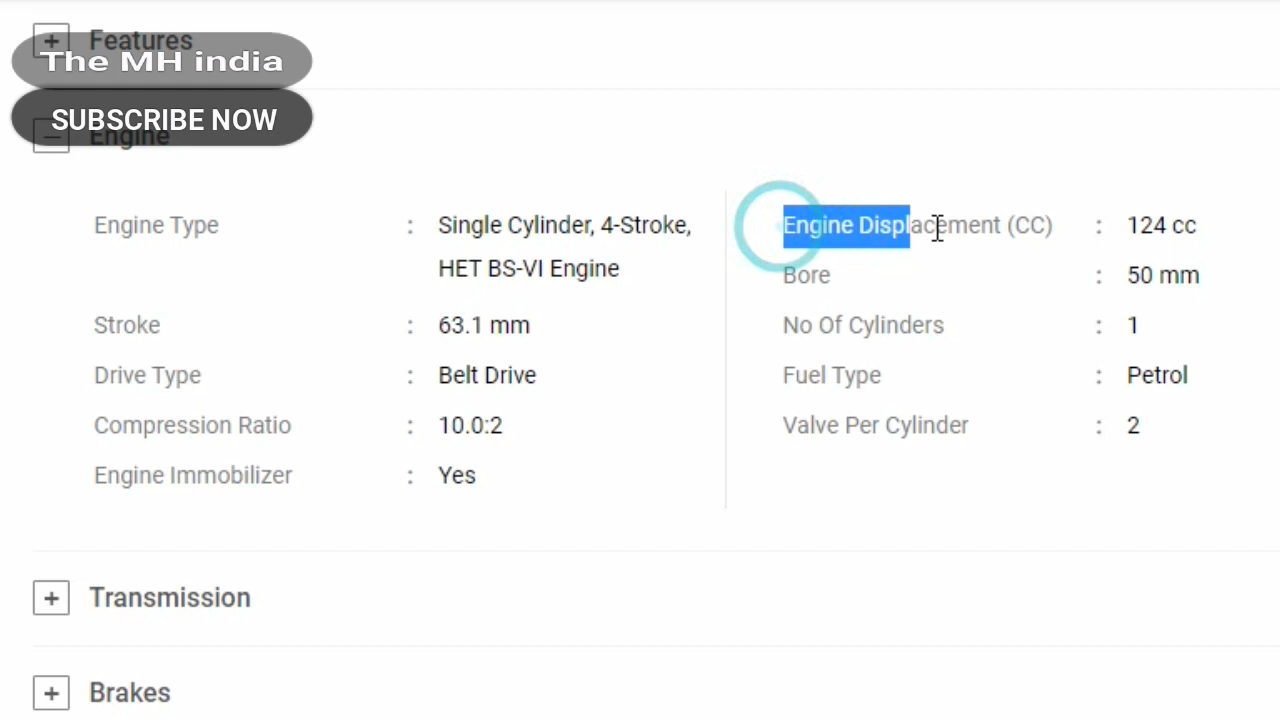 + Features
The MH india
SUBSCRIBE NOW
Engine
Engine Type : Single Cylinder, 4-Stroke,
HET BS-VI Engine
Stroke : 63.1 mm
Drive Type : Belt Drive
Compression Ratio : 10.0:2
Engine Immobilizer : Yes
Engine Displacement (CC) : 124 cc
Bore : 50 mm
No Of Cylinders : 1
Fuel Type : Petrol
Valve Per Cylinder : 2
+ Transmission
+ Brakes